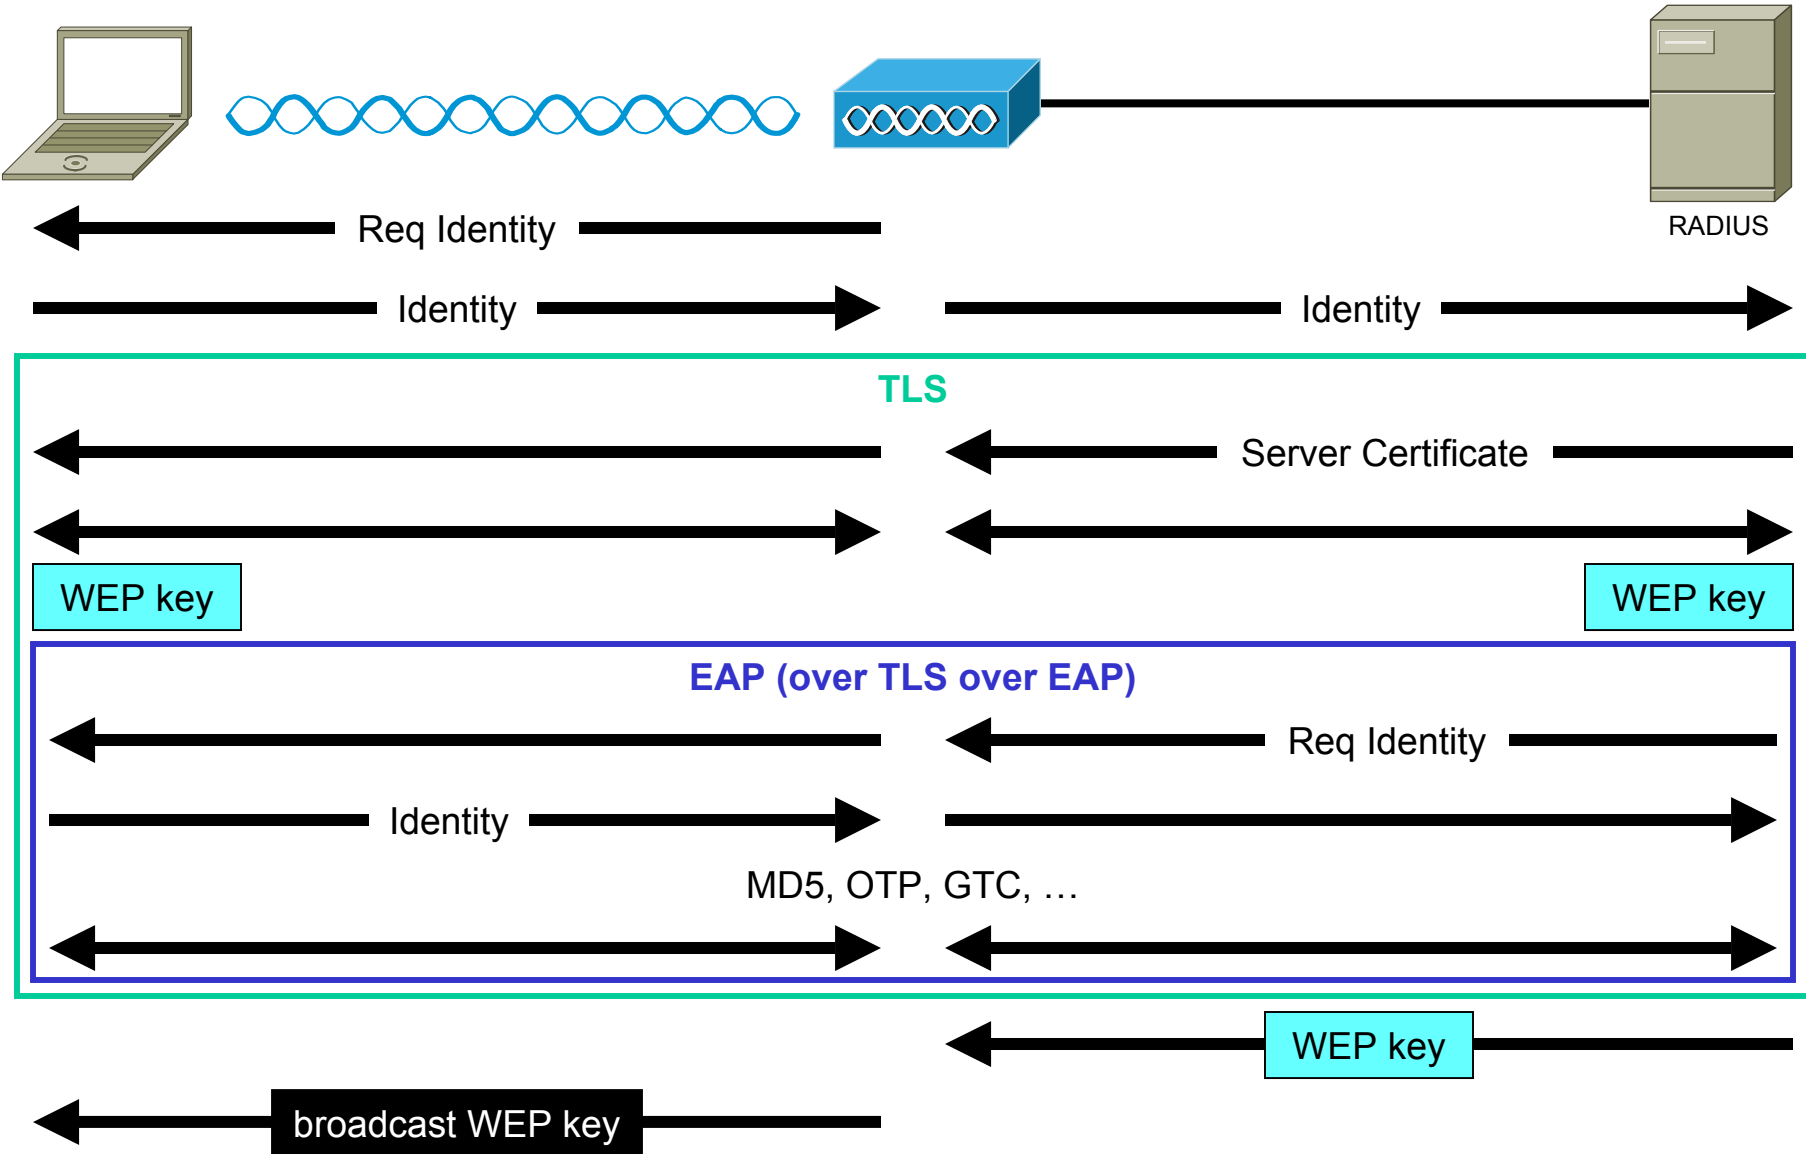 RADIUS
Req Identity
Identity
Identity
TLS
Server Certificate
WEP key
WEP key
EAP (over TLS over EAP)
Req Identity
Identity
MD5, OTP, GTC, …
WEP key
broadcast WEP key